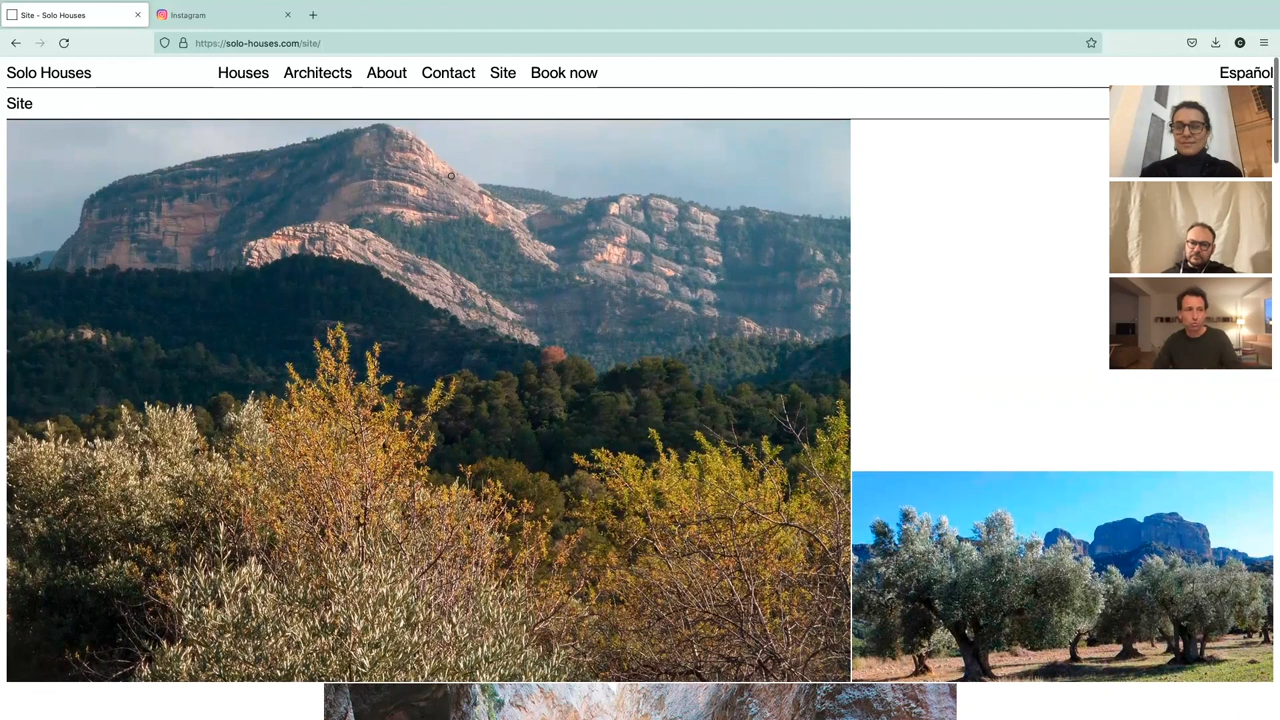 Site - Solo Houses
Instagram
https://solo-houses.com/site/
Solo Houses Houses Architects About Contact Site Book now Español
Site